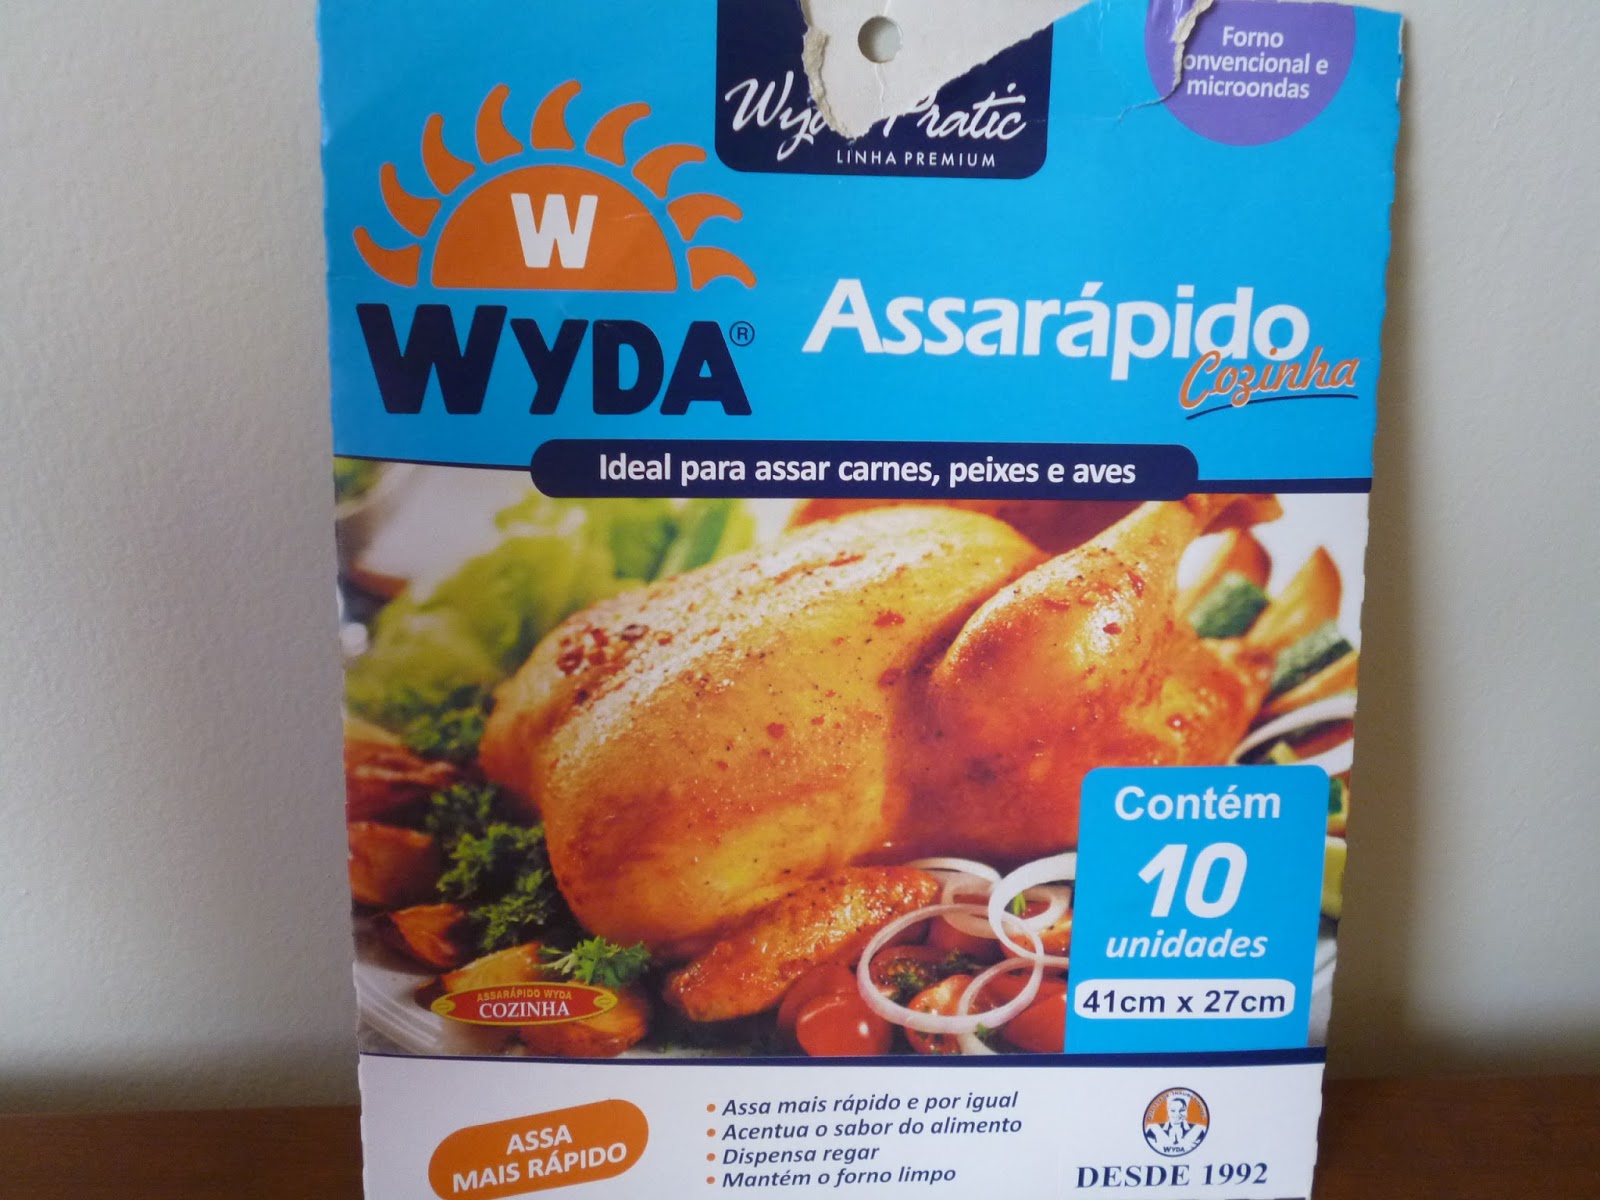 Forno
convencional e
microondas
Pratic
LINHA PREMIUM
W
WYDA®
Assarápido
Cozinha
Ideal para assar carnes, peixes e aves
Contém
10
unidades
41cm x 27cm
ASSARÁPIDO WYDA
COZINHA
ASSA
MAIS RÁPIDO
• Assa mais rápido e por igual
• Acentua o sabor do alimento
• Dispensa regar
• Mantém o forno limpo
WYDA
DESDE 1992